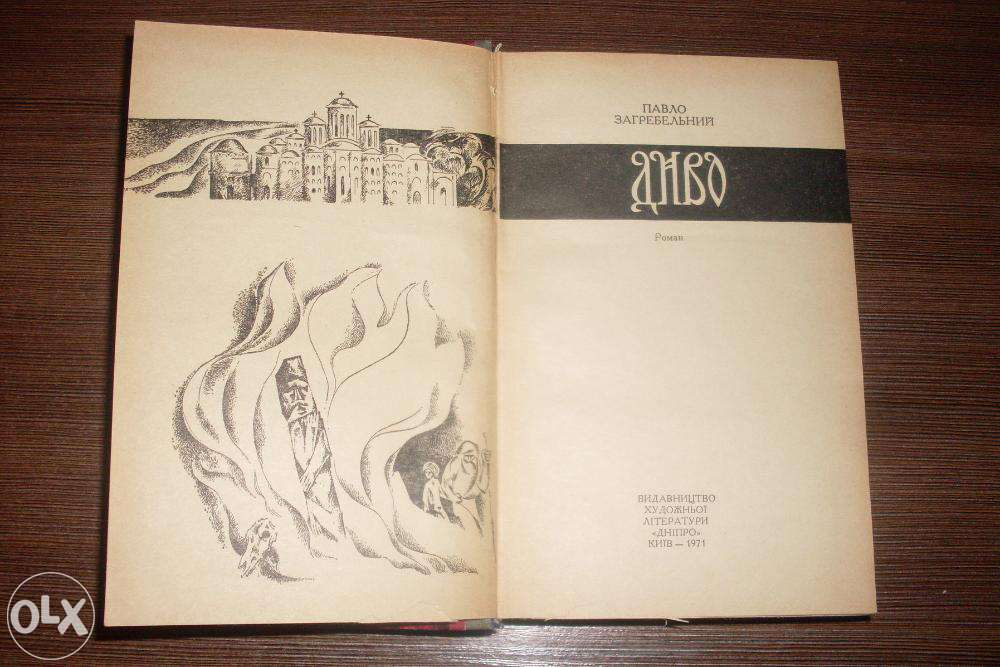 ПАВЛО
ЗАГРЕБЕЛЬНИЙ
ДИВО
Роман
ВИДАВНИЦТВО
ХУДОЖНЬОЇ
ЛІТЕРАТУРИ
«ДНІПРО»
КИЇВ — 1971
OLX